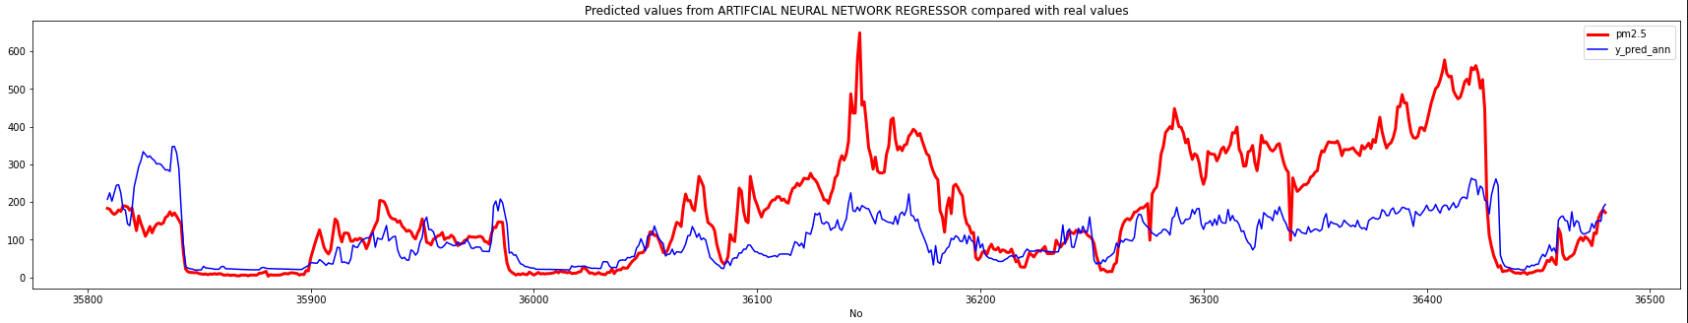 Predicted values from ARTIFCIAL NEURAL NETWORK REGRESSOR compared with real values
pm2.5
y_pred_ann
600
500
400
300
200
100
0
35800 35900 36000 36100 36200 36300 36400 36500
No